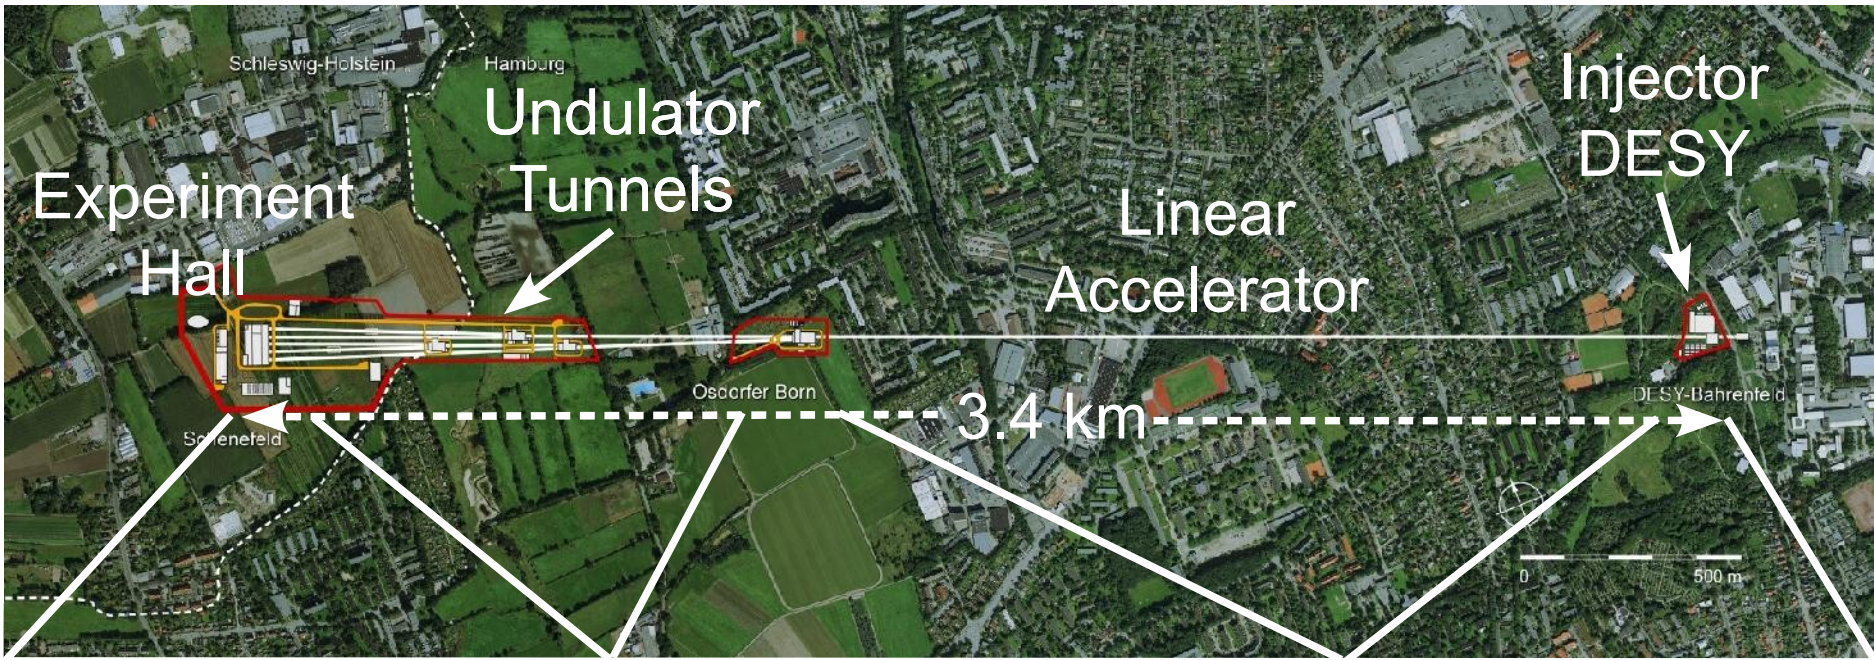 Schleswig-Holstein
Hamburg
Undulator
Tunnels
Experiment
Hall
Injector
DESY
Linear
Accelerator
Osdorfer Born
DESY-Bahrenfeld
3.4 km
Schenefeld
0
500 m